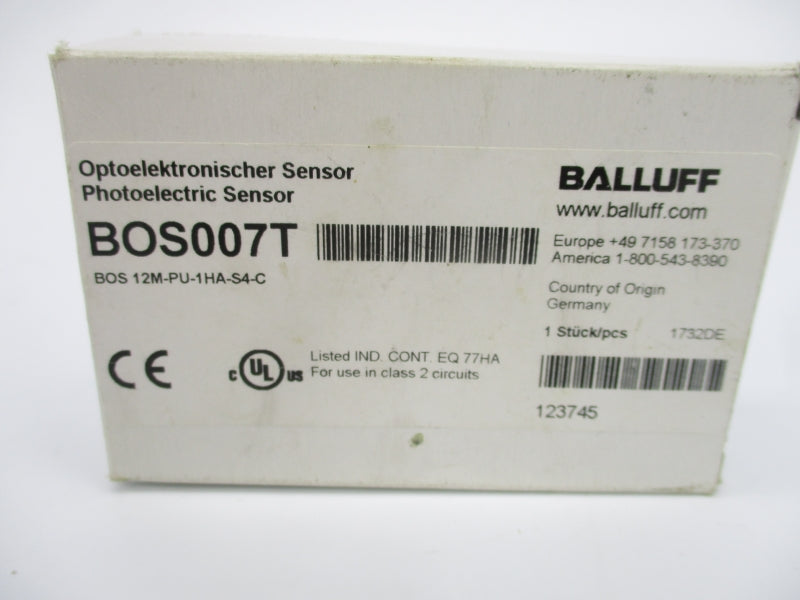 Optoelektronischer Sensor
Photoelectric Sensor
BOS007T
BOS 12M-PU-1HA-S4-C
BALLUFF
www.balluff.com
Europe +49 7158 173-370
America 1-800-543-8390
Country of Origin
Germany
1 Stück/pcs 1732DE
CE
c UL us
Listed IND. CONT. EQ 77HA
For use in class 2 circuits
123745